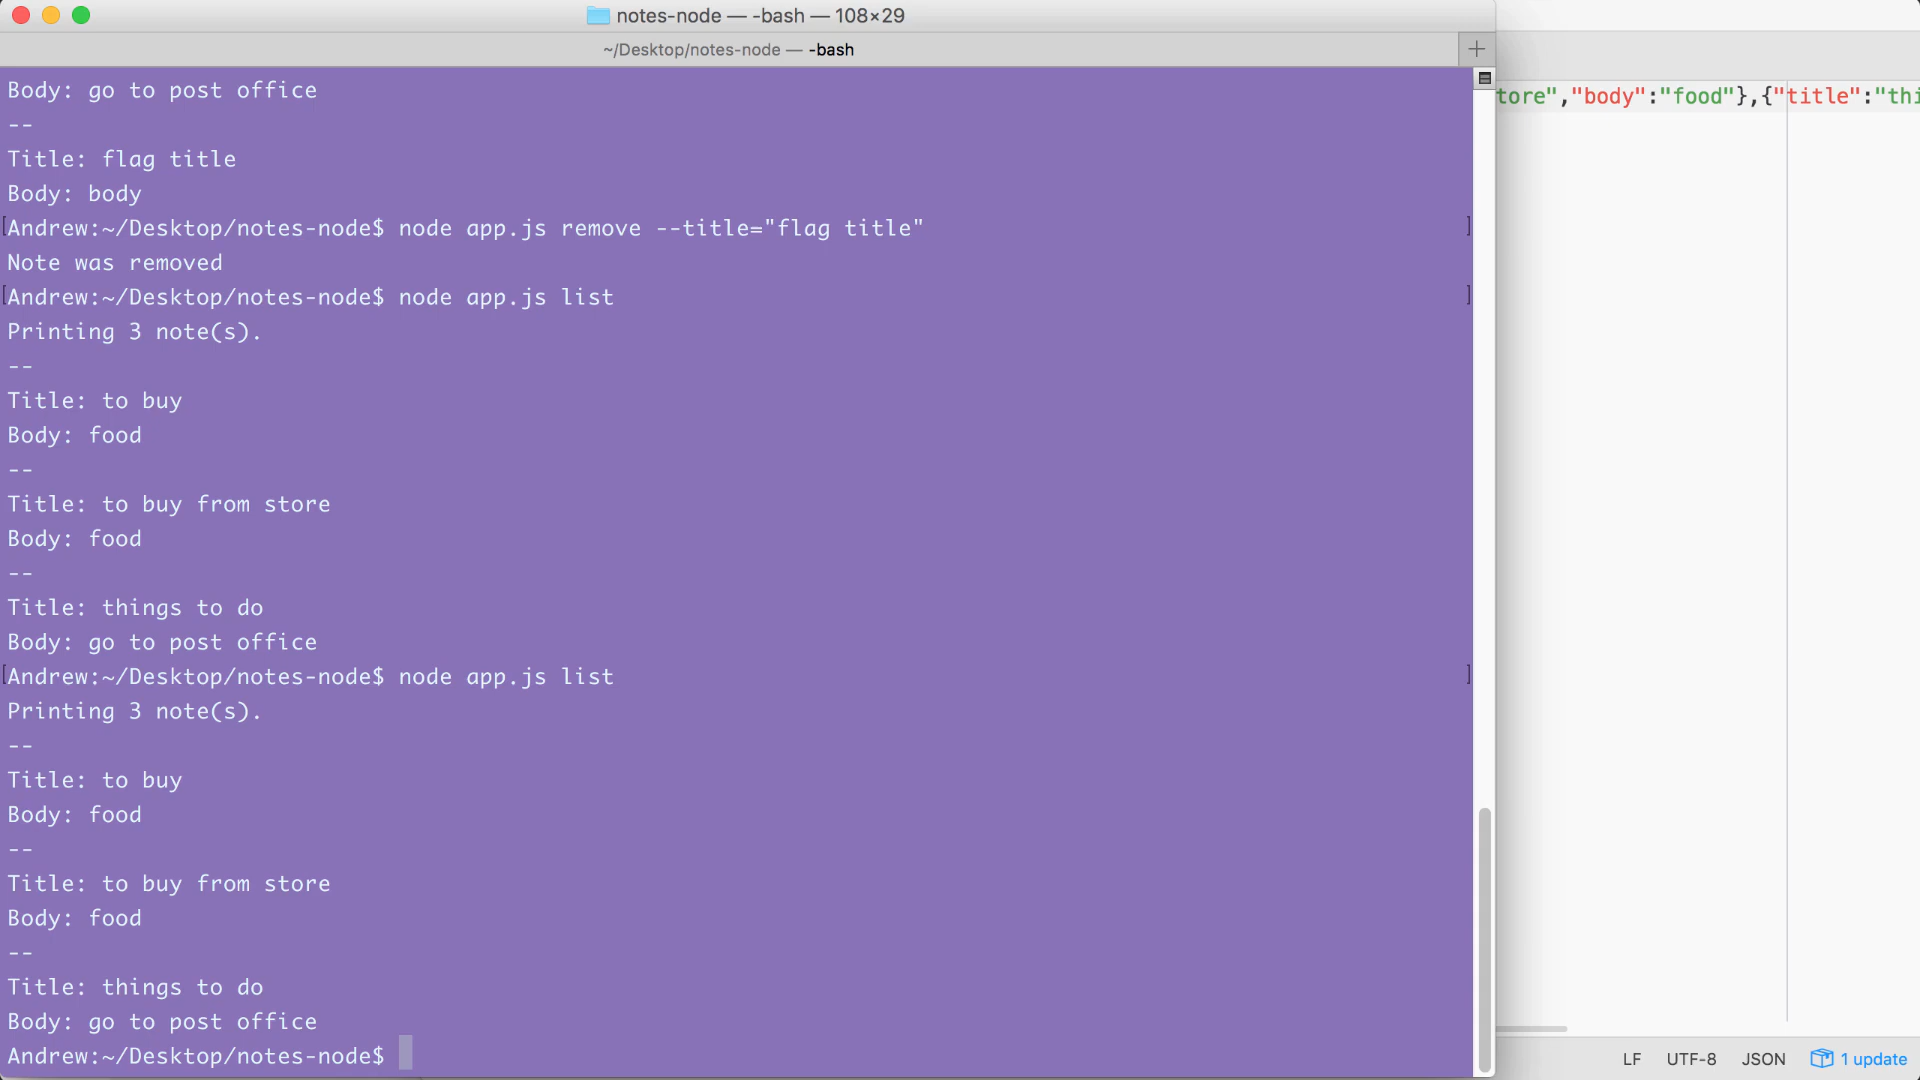 notes-node — -bash — 108×29
~/Desktop/notes-node — -bash
Body: go to post office
--
Title: flag title
Body: body
[Andrew:~/Desktop/notes-node$ node app.js remove --title="flag title" ]
Note was removed
[Andrew:~/Desktop/notes-node$ node app.js list ]
Printing 3 note(s).
--
Title: to buy
Body: food
--
Title: to buy from store
Body: food
--
Title: things to do
Body: go to post office
[Andrew:~/Desktop/notes-node$ node app.js list ]
Printing 3 note(s).
--
Title: to buy
Body: food
--
Title: to buy from store
Body: food
--
Title: things to do
Body: go to post office
Andrew:~/Desktop/notes-node$
tore","body":"food"},{"title":"thi
LF UTF-8 JSON 1 update